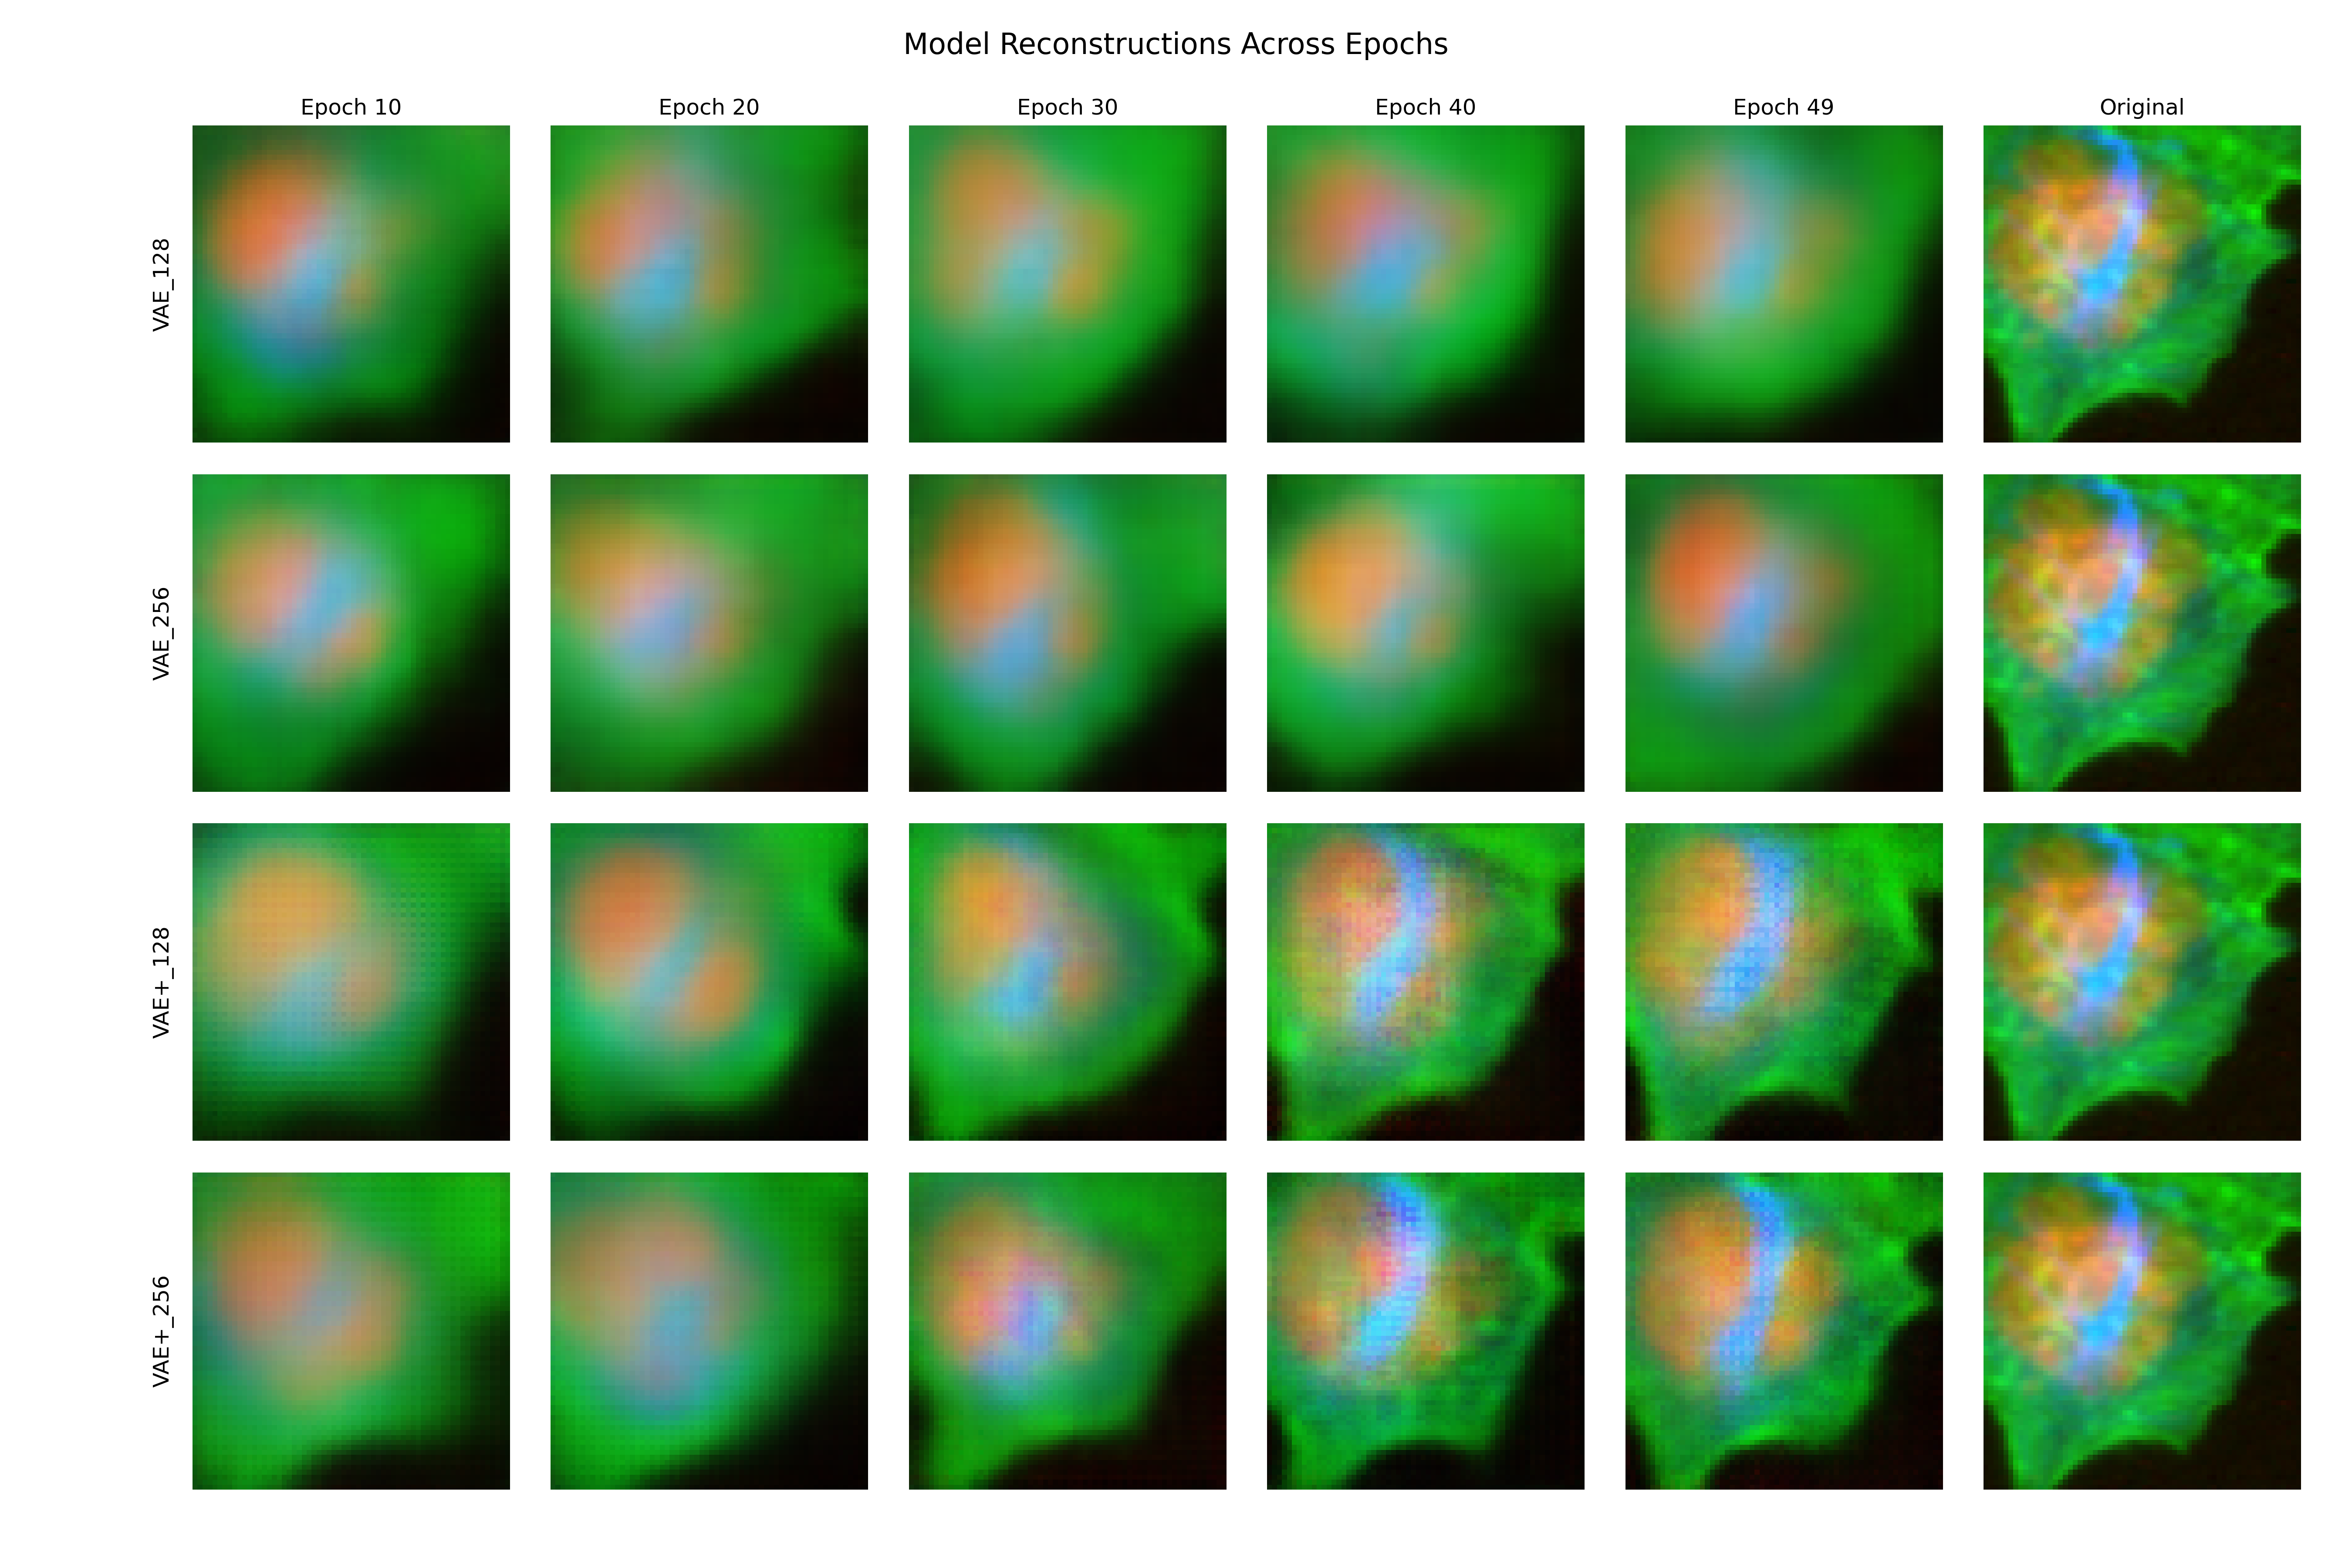 Model Reconstructions Across Epochs
Epoch 10 Epoch 20 Epoch 30 Epoch 40 Epoch 49 Original
VAE_128
VAE_256
VAE+_128
VAE+_256